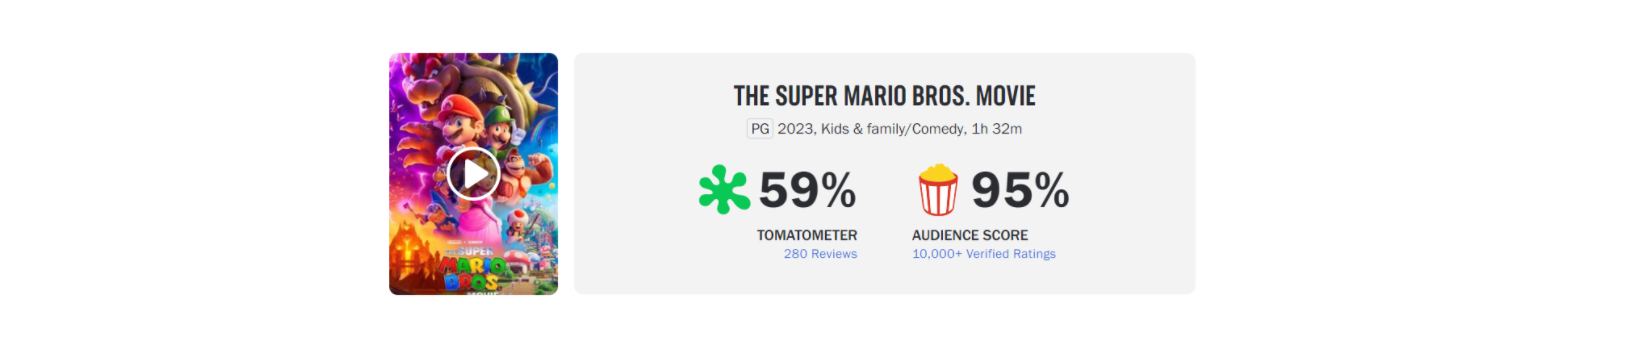 THE SUPER
MARIO
BROS.
MOVIE
THE SUPER MARIO BROS. MOVIE
PG 2023, Kids & family/Comedy, 1h 32m
59% 95%
TOMATOMETER AUDIENCE SCORE
280 Reviews 10,000+ Verified Ratings